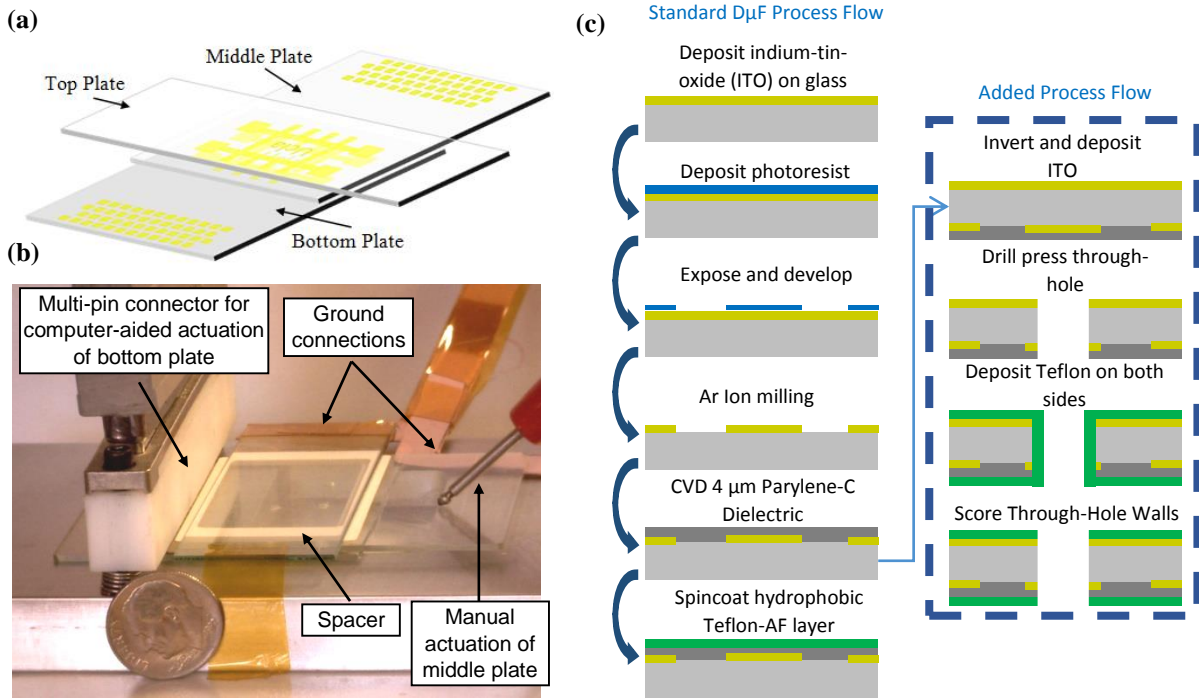 (a)
Middle Plate
Top Plate
Bottom Plate
(b)
Multi-pin connector for
computer-aided actuation
of bottom plate
Ground
connections
Spacer
Manual
actuation of
middle plate
(c)
Standard DμF Process Flow
Deposit indium-tin-
oxide (ITO) on glass
Deposit photoresist
Expose and develop
Ar Ion milling
CVD 4 μm Parylene-C
Dielectric
Spincoat hydrophobic
Teflon-AF layer
Added Process Flow
Invert and deposit
ITO
Drill press through-
hole
Deposit Teflon on both
sides
Score Through-Hole Walls